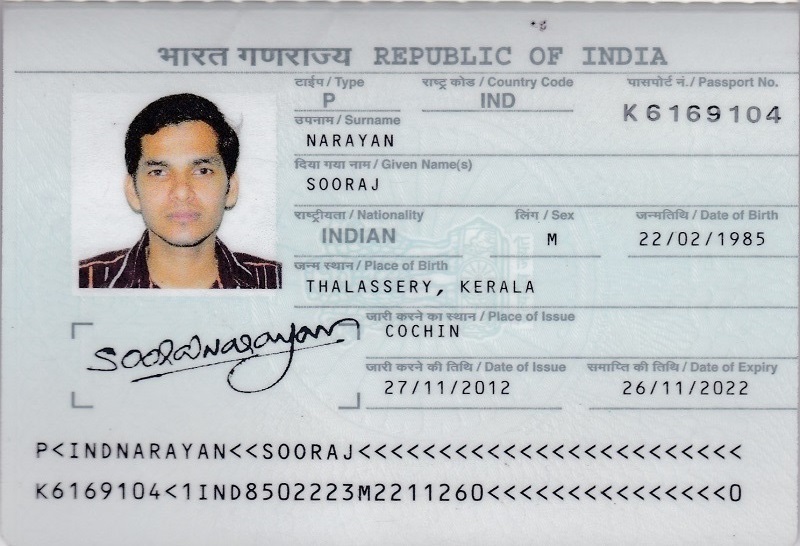 भारत गणराज्य REPUBLIC OF INDIA
टाईप / Type राष्ट्र कोड / Country Code पासपोर्ट नं. / Passport No.
P IND K6169104
उपनाम / Surname
NARAYAN
दिया गया नाम / Given Name(s)
SOORAJ
राष्ट्रीयता / Nationality लिंग / Sex जन्मतिथि / Date of Birth
INDIAN M 22/02/1985
जन्म स्थान / Place of Birth
THALASSERY, KERALA
जारी करने का स्थान / Place of Issue
COCHIN
Soorajnarayan
जारी करने की तिथि / Date of Issue समाप्ति की तिथि / Date of Expiry
27/11/2012 26/11/2022
P<INDNARAYAN<<SOORAJ<<<<<<<<<<<<<<<<<<<<<<<<
K6169104<1IND8502223M2211260<<<<<<<<<<<<<<<0